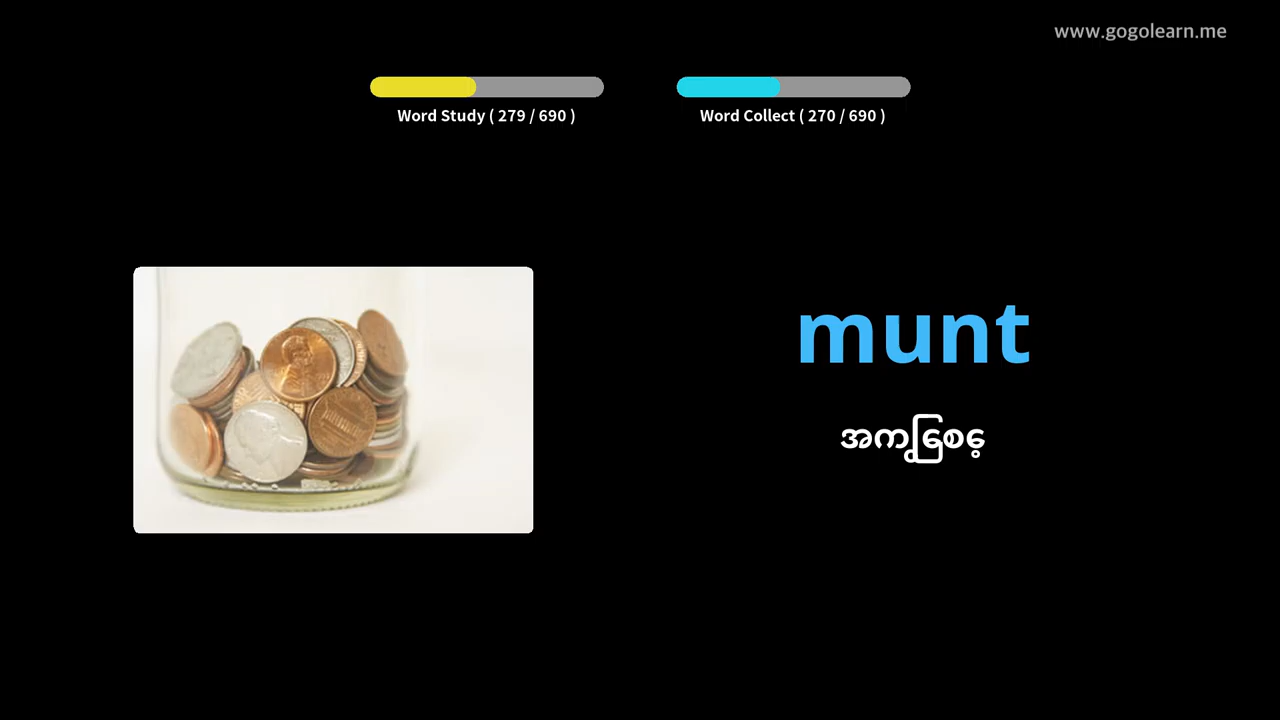 www.gogolearn.me
Word Study ( 279 / 690 )
Word Collect ( 270 / 690 )
munt
အကွေစြေ့